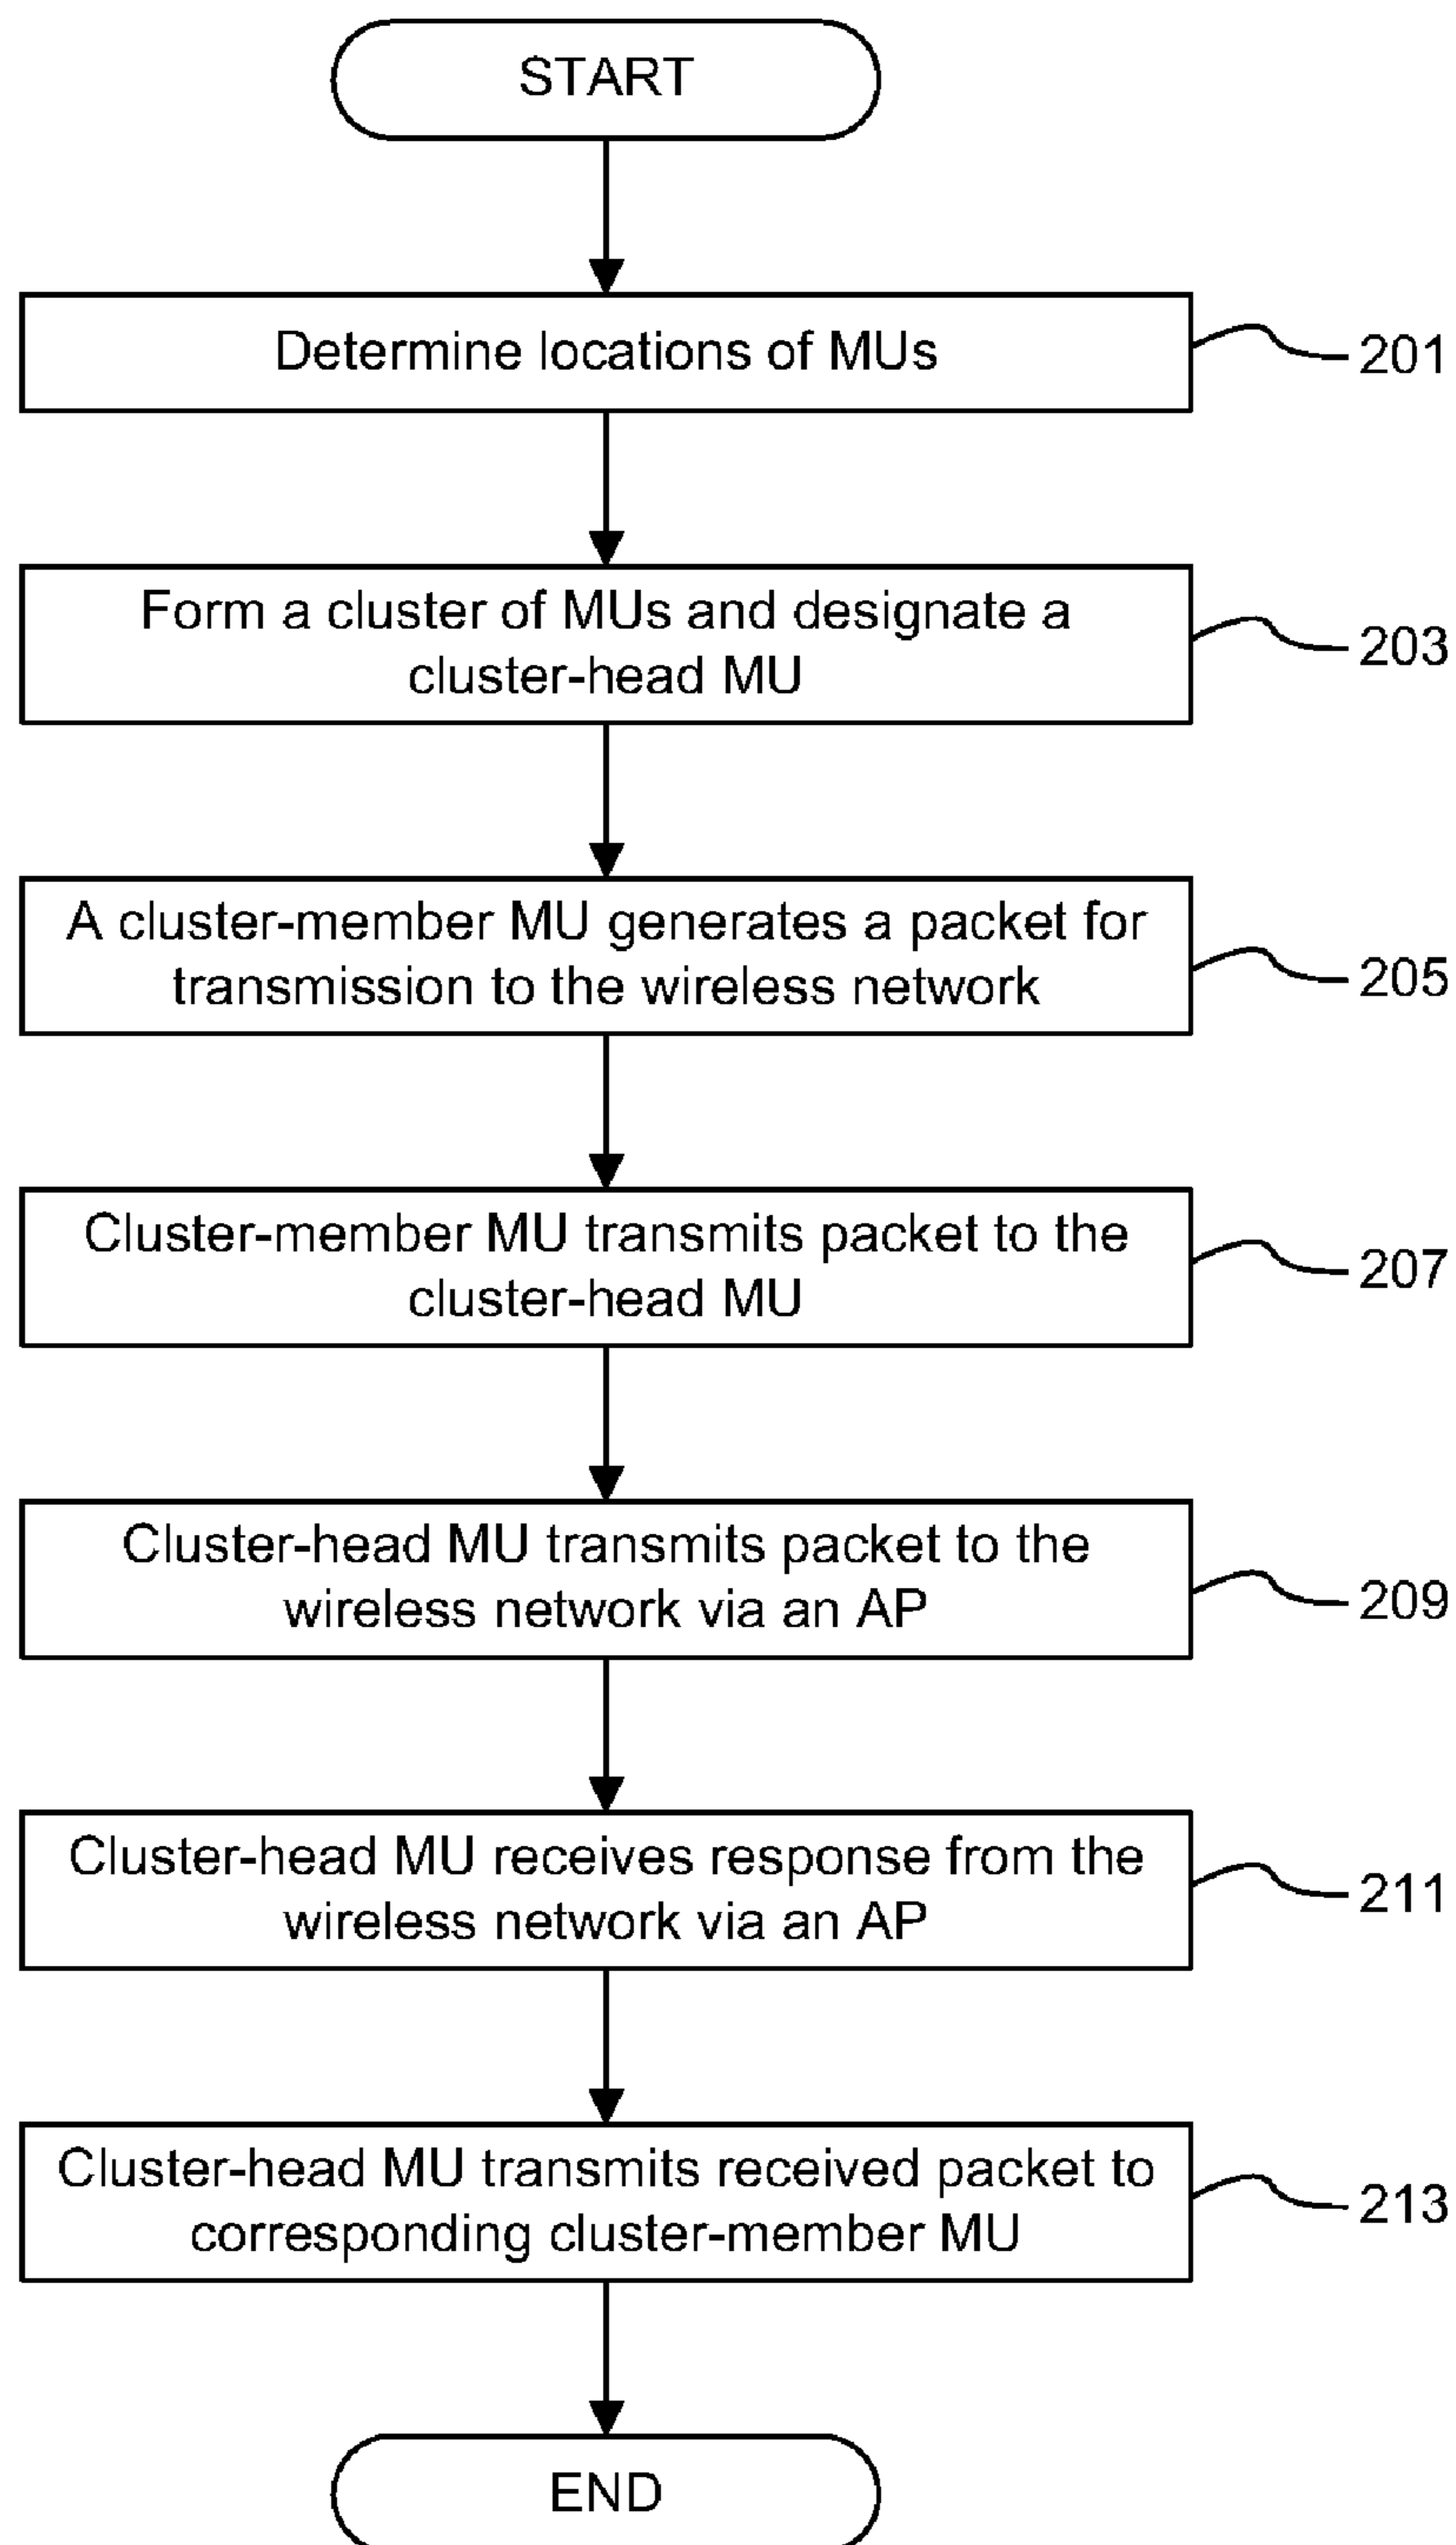 START
Determine locations of MUs
201
Form a cluster of MUs and designate a
cluster-head MU
203
A cluster-member MU generates a packet for
transmission to the wireless network
205
Cluster-member MU transmits packet to the
cluster-head MU
207
Cluster-head MU transmits packet to the
wireless network via an AP
209
Cluster-head MU receives response from the
wireless network via an AP
211
Cluster-head MU transmits received packet to
corresponding cluster-member MU
213
END